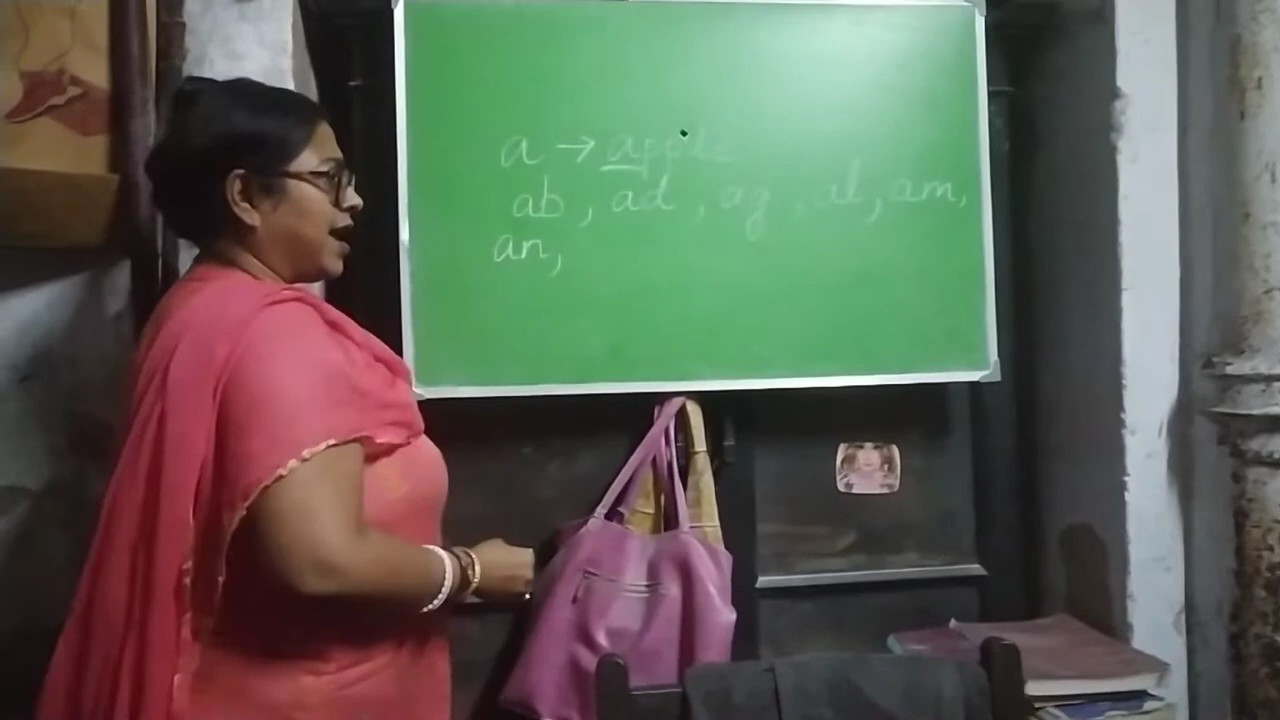 a → apple
ab, ad, ag, al, am,
an,